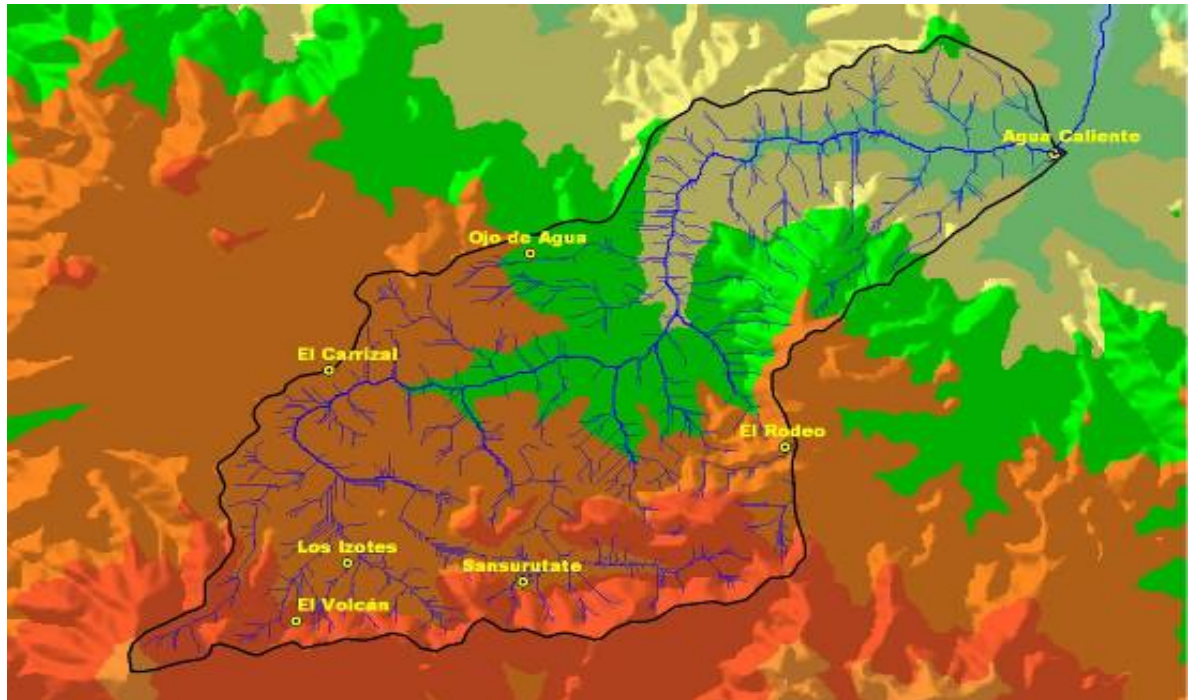 Agua Caliente
Ojo de Agua
El Carrizal
El Rodeo
Los Izotes
Sansurutate
El Volcán